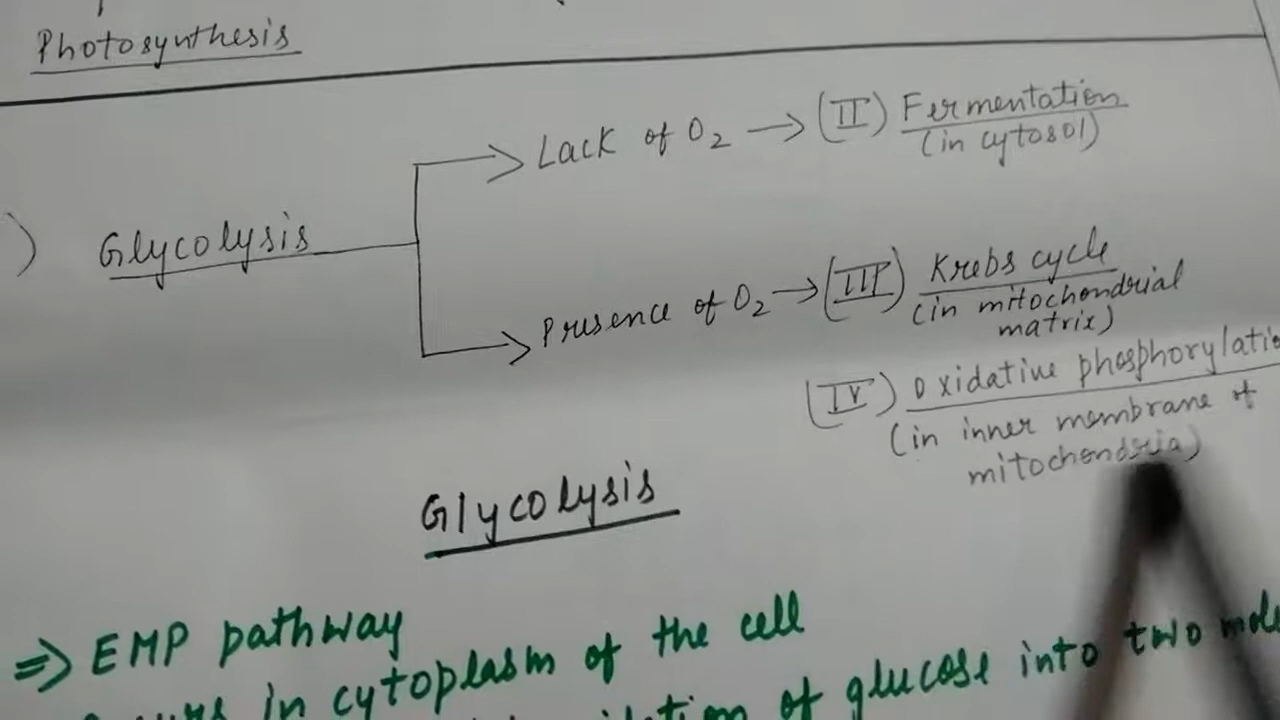 Photosynthesis
Lack of O2 → (II) Fermentation
(in cytosol)
) Glycolysis
Presence of O2 → (III) Krebs cycle
(in mitochondrial
matrix)
(IV) Oxidative phosphorylatio
(in inner membrane of
mitochondria)
Glycolysis
⇒ EMP pathway
in cytoplasm of the cell
of glucose into two mole